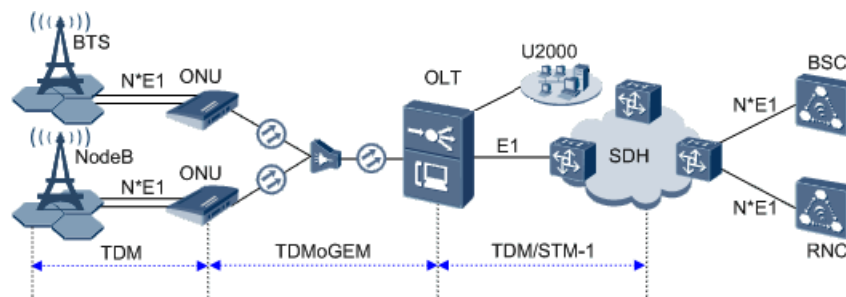 BTS
N*E1
ONU
OLT
U2000
BSC
N*E1
NodeB
N*E1
ONU
E1
SDH
N*E1
RNC
TDM
TDMoGEM
TDM/STM-1